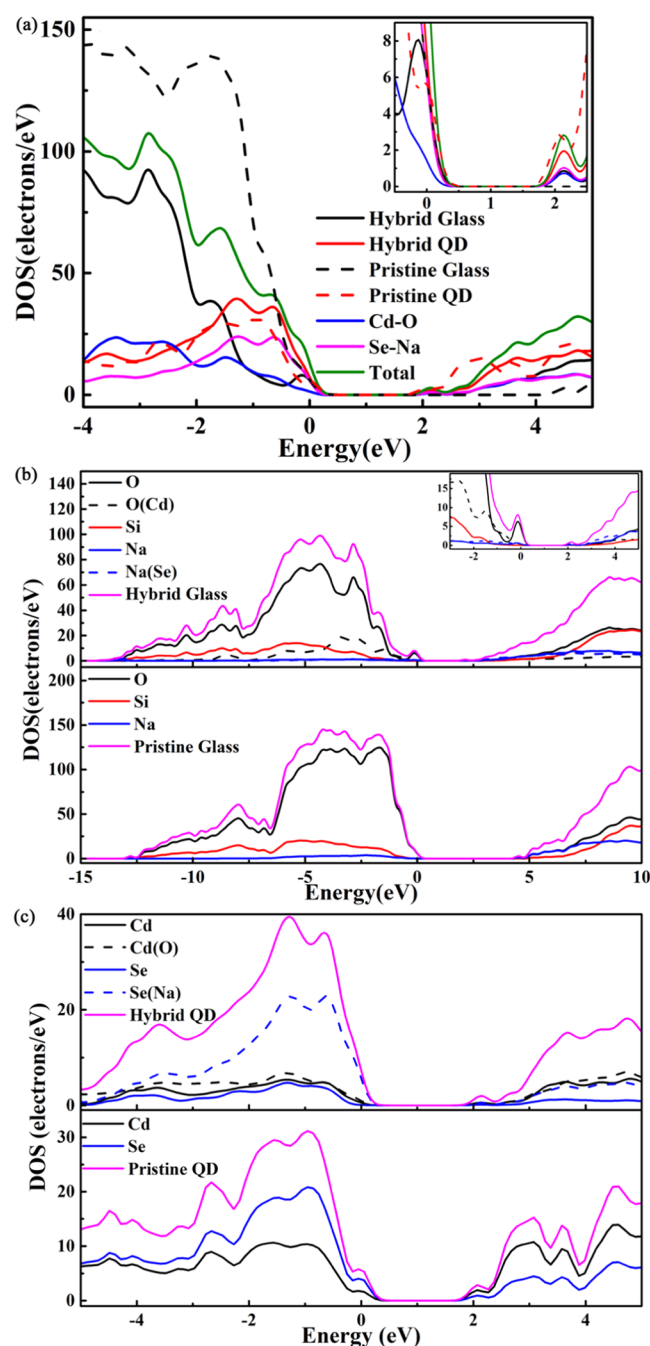 (a)
150
100
50
0
DOS(electrons/eV)
8
6
4
2
0
0 1 2
Hybrid Glass
Hybrid QD
Pristine Glass
Pristine QD
Cd-O
Se-Na
Total
-4 -2 0 2 4
Energy(eV)
(b)
140
120
100
80
60
40
20
0
DOS(electrons/eV)
O
O(Cd)
Si
Na
Na(Se)
Hybrid Glass
15
10
5
0
-2 0 2 4
200
150
100
50
0
O
Si
Na
Pristine Glass
-15 -10 -5 0 5 10
Energy(eV)
(c)
40
20
0
DOS (electrons/eV)
Cd
Cd(O)
Se
Se(Na)
Hybrid QD
30
20
10
0
Cd
Se
Pristine QD
-4 -2 0 2 4
Energy (eV)